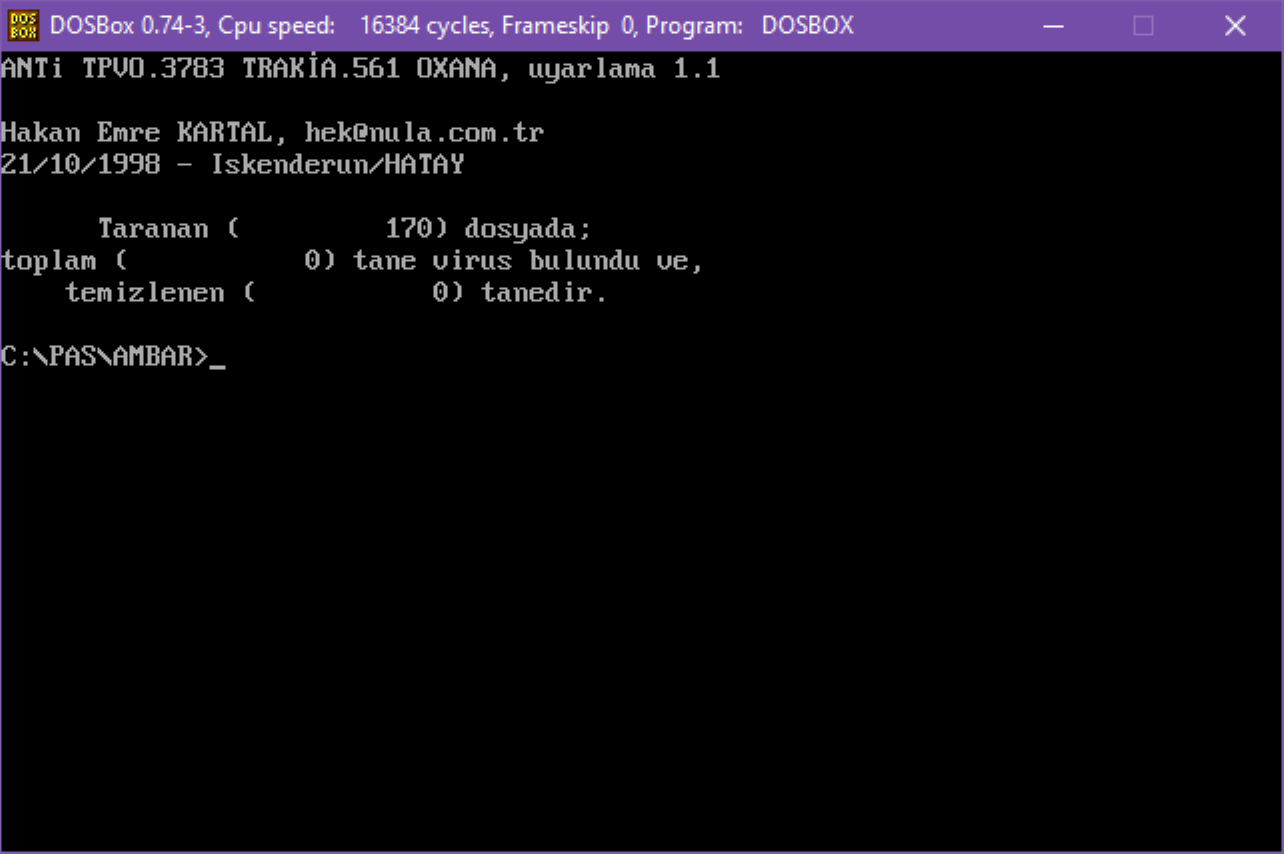 DOS BOX DOSBox 0.74-3, Cpu speed: 16384 cycles, Frameskip 0, Program: DOSBOX
ANTi TPVO.3783 TRAKİA.561 OXANA, uyarlama 1.1
Hakan Emre KARTAL, hek@nula.com.tr
21/10/1998 - Iskenderun/HATAY
Taranan ( 170) dosyada;
toplam ( 0) tane virus bulundu ve,
temizlenen ( 0) tanedir.
C:\PAS\AMBAR>_